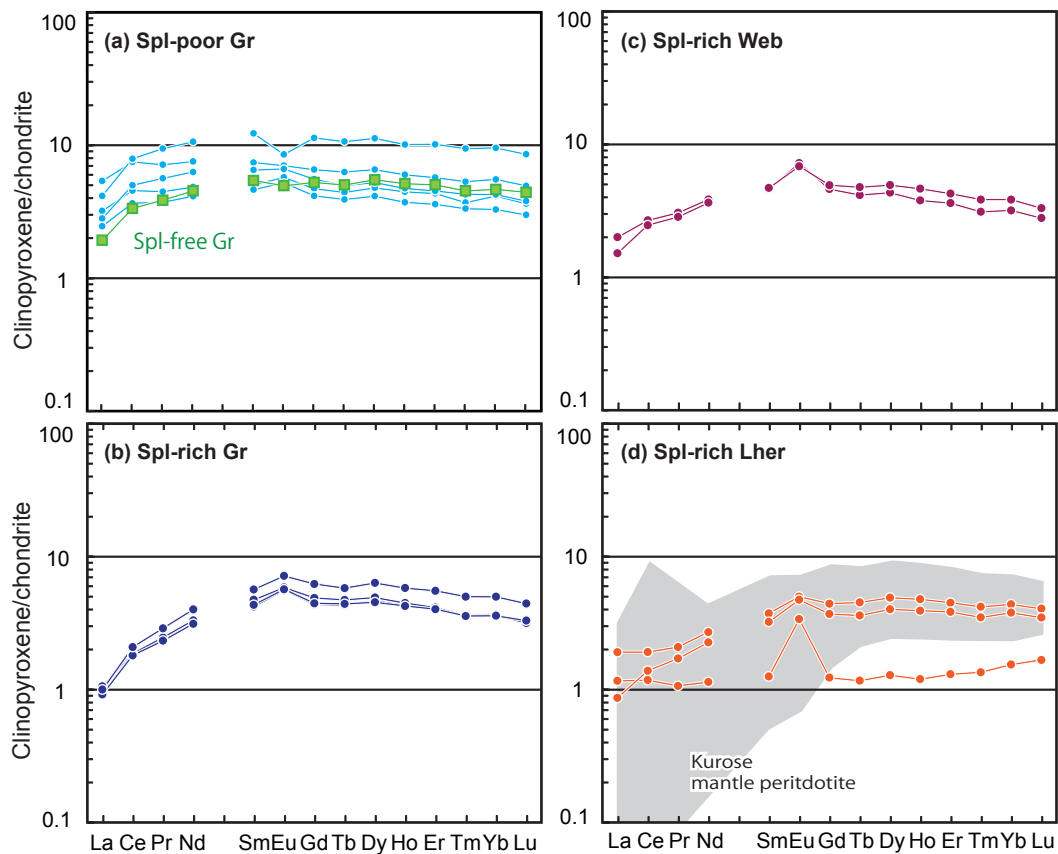 (a) Spl-poor Gr
100
10
1
0.1
Clinopyroxene/chondrite
Spl-free Gr
(c) Spl-rich Web
100
10
1
0.1
(b) Spl-rich Gr
100
10
1
0.1
Clinopyroxene/chondrite
La Ce Pr Nd Sm Eu Gd Tb Dy Ho Er Tm Yb Lu
(d) Spl-rich Lher
100
10
1
0.1
Kurose
mantle peritdotite
La Ce Pr Nd Sm Eu Gd Tb Dy Ho Er Tm Yb Lu